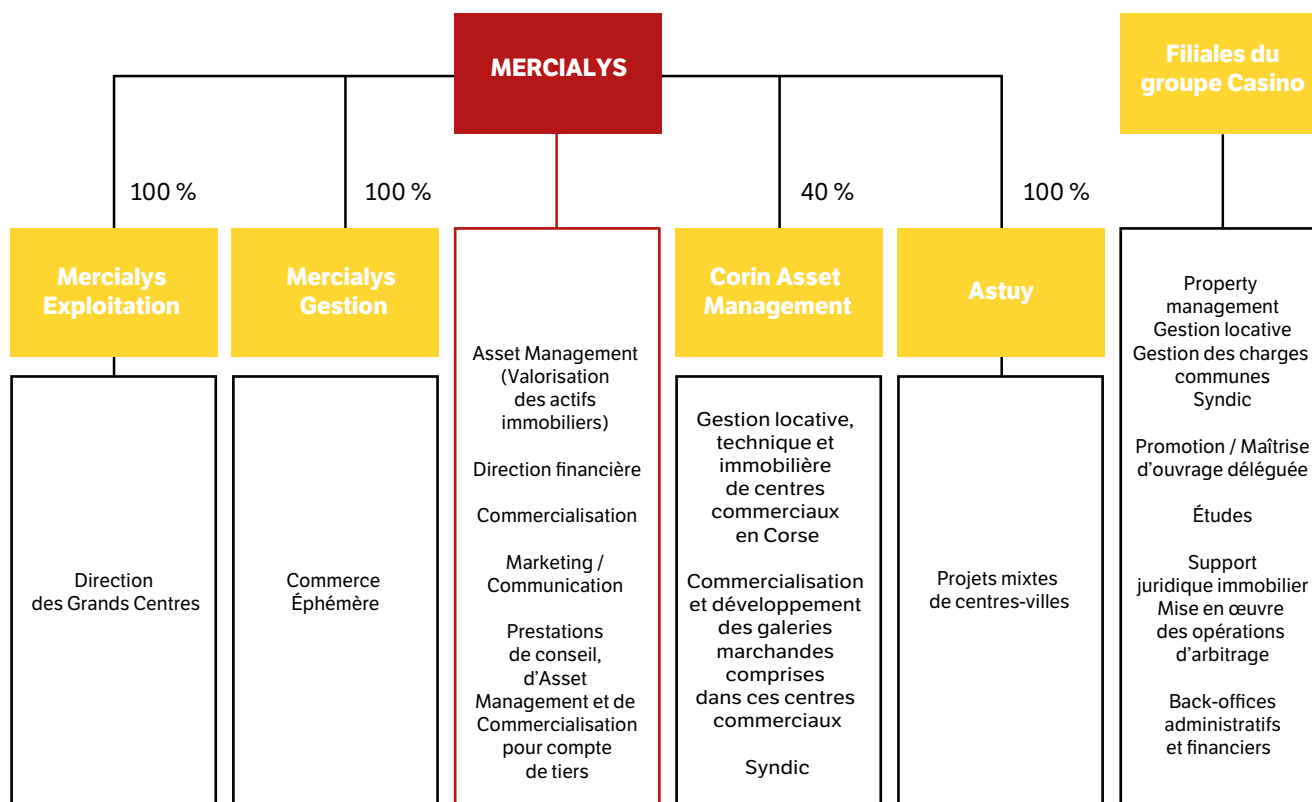 MERCIALYS
Filiales du
groupe Casino
100 %
100 %
40 %
100 %
Mercialys
Exploitation
Mercialys
Gestion
Corin Asset
Management
Astuy
Direction
des Grands Centres
Commerce
Éphémère
Asset Management
(Valorisation
des actifs
immobiliers)
Direction financière
Commercialisation
Marketing /
Communication
Prestations
de conseil,
d'Asset
Management et de
Commercialisation
pour compte
de tiers
Gestion locative,
technique et
immobilière
de centres
commerciaux
en Corse
Commercialisation
et développement
des galeries
marchandes
comprises
dans ces centres
commerciaux
Syndic
Projets mixtes
de centres-villes
Property
management
Gestion locative
Gestion des charges
communes
Syndic
Promotion / Maîtrise
d'ouvrage déléguée
Études
Support
juridique immobilier
Mise en œuvre
des opérations
d'arbitrage
Back-offices
administratifs
et financiers